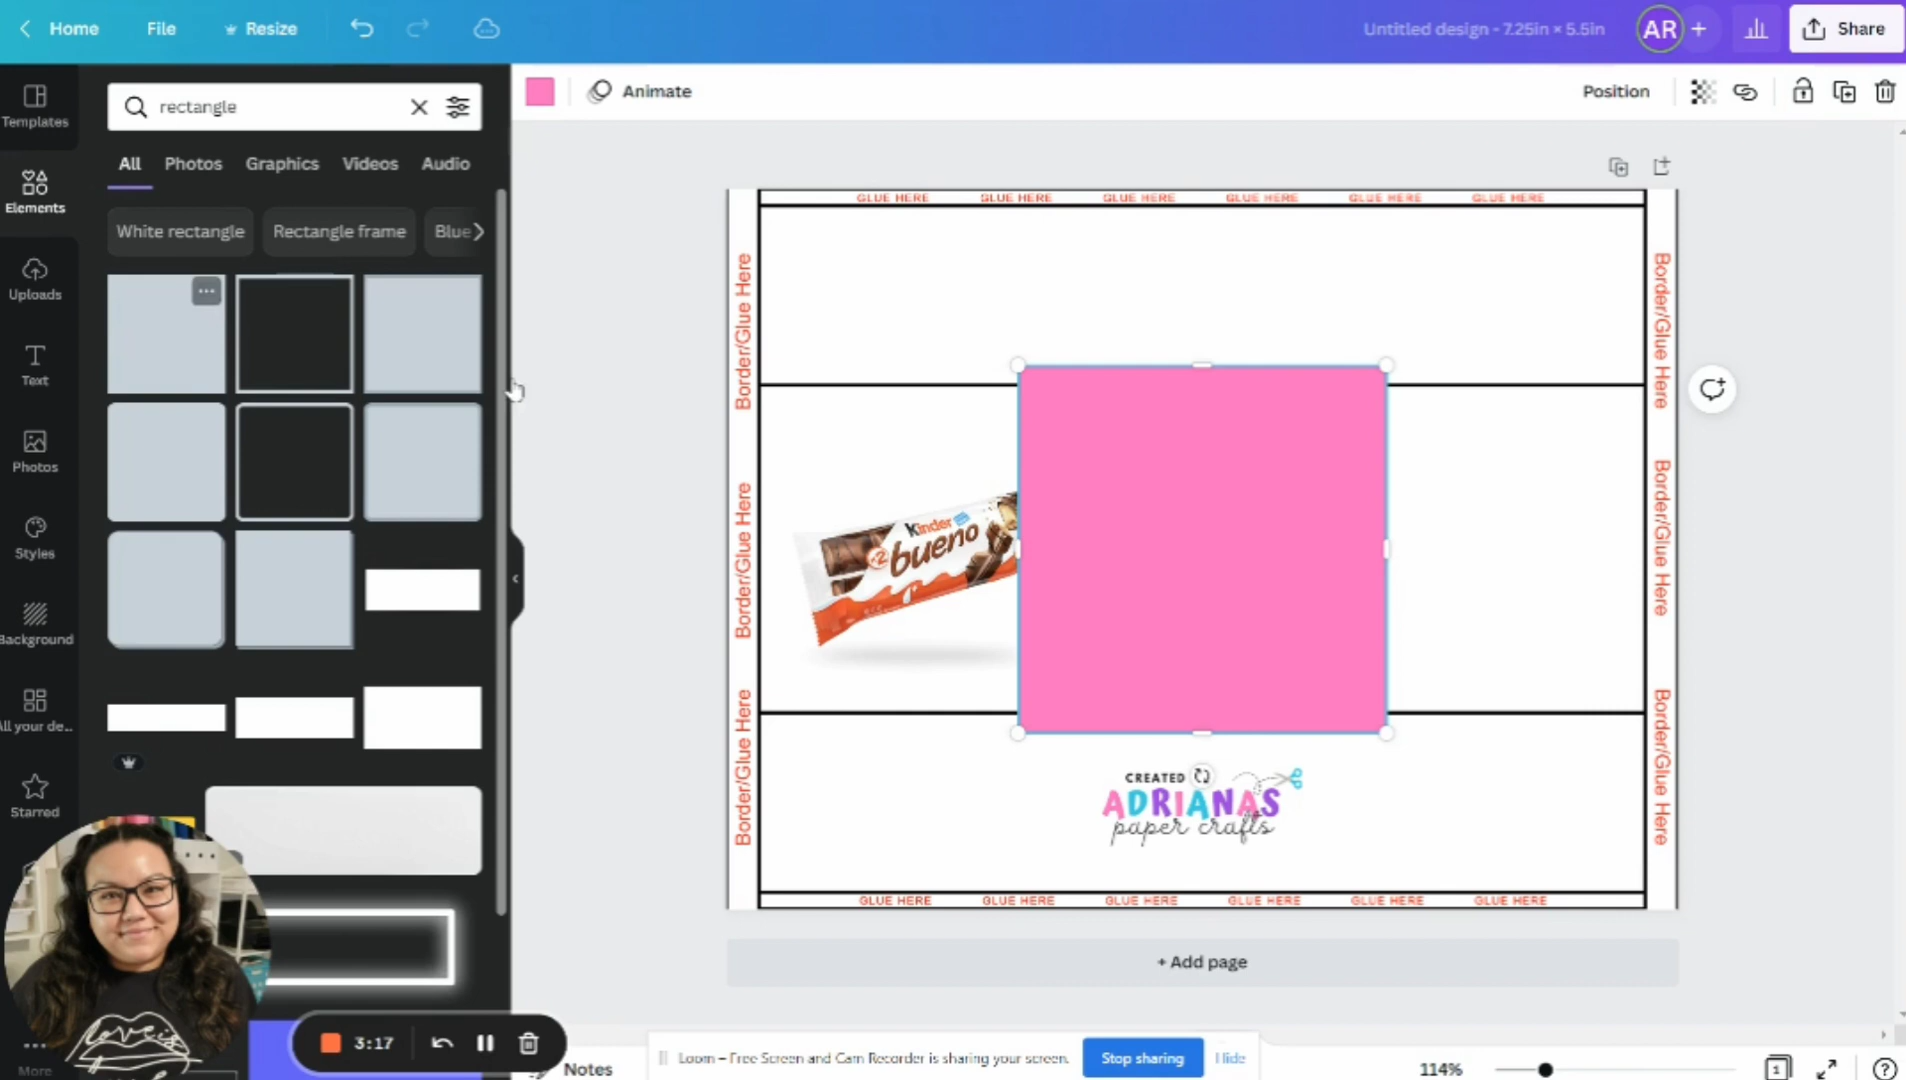 Home File Resize
Untitled design - 7.25in × 5.5in AR + Share
Templates
Elements
Uploads
Text
Photos
Styles
Background
All your de...
Starred
More
rectangle
All Photos Graphics Videos Audio
White rectangle Rectangle frame Blue
Animate Position
GLUE HERE GLUE HERE GLUE HERE GLUE HERE GLUE HERE GLUE HERE
Border/Glue Here
Border/Glue Here
Border/Glue Here
Border/Glue Here
Border/Glue Here
Border/Glue Here
Kinder
bueno
x2
CREATED
ADRIANAS
paper crafts
GLUE HERE GLUE HERE GLUE HERE GLUE HERE GLUE HERE GLUE HERE
+ Add page
love is
3:17
Notes
Loom – Free Screen and Cam Recorder is sharing your screen. Stop sharing Hide
114%
1